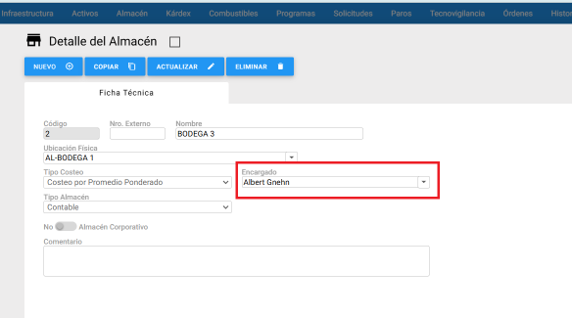 Infraestructura Activos Almacén Kárdex Combustibles Programas Solicitudes Paros Tecnovigilancia Órdenes Histor
Detalle del Almacén
NUEVO COPIAR ACTUALIZAR ELIMINAR
Ficha Técnica
Código Nro. Externo Nombre
2 BODEGA 3
Ubicación Física
AL-BODEGA 1
Tipo Costeo Encargado
Costeo por Promedio Ponderado Albert Gnehn
Tipo Almacén
Contable
No Almacén Corporativo
Comentario